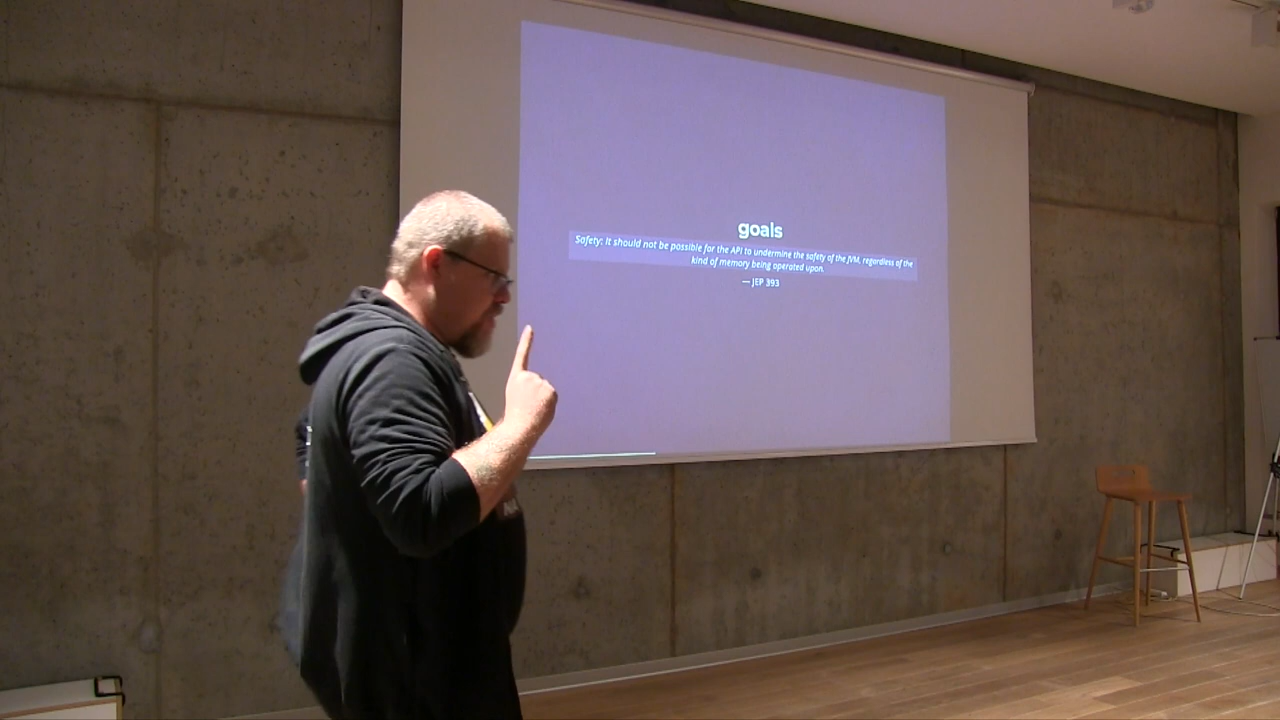 goals
Safety: It should not be possible for the API to undermine the safety of the JVM, regardless of the
kind of memory being operated upon.
— JEP 393